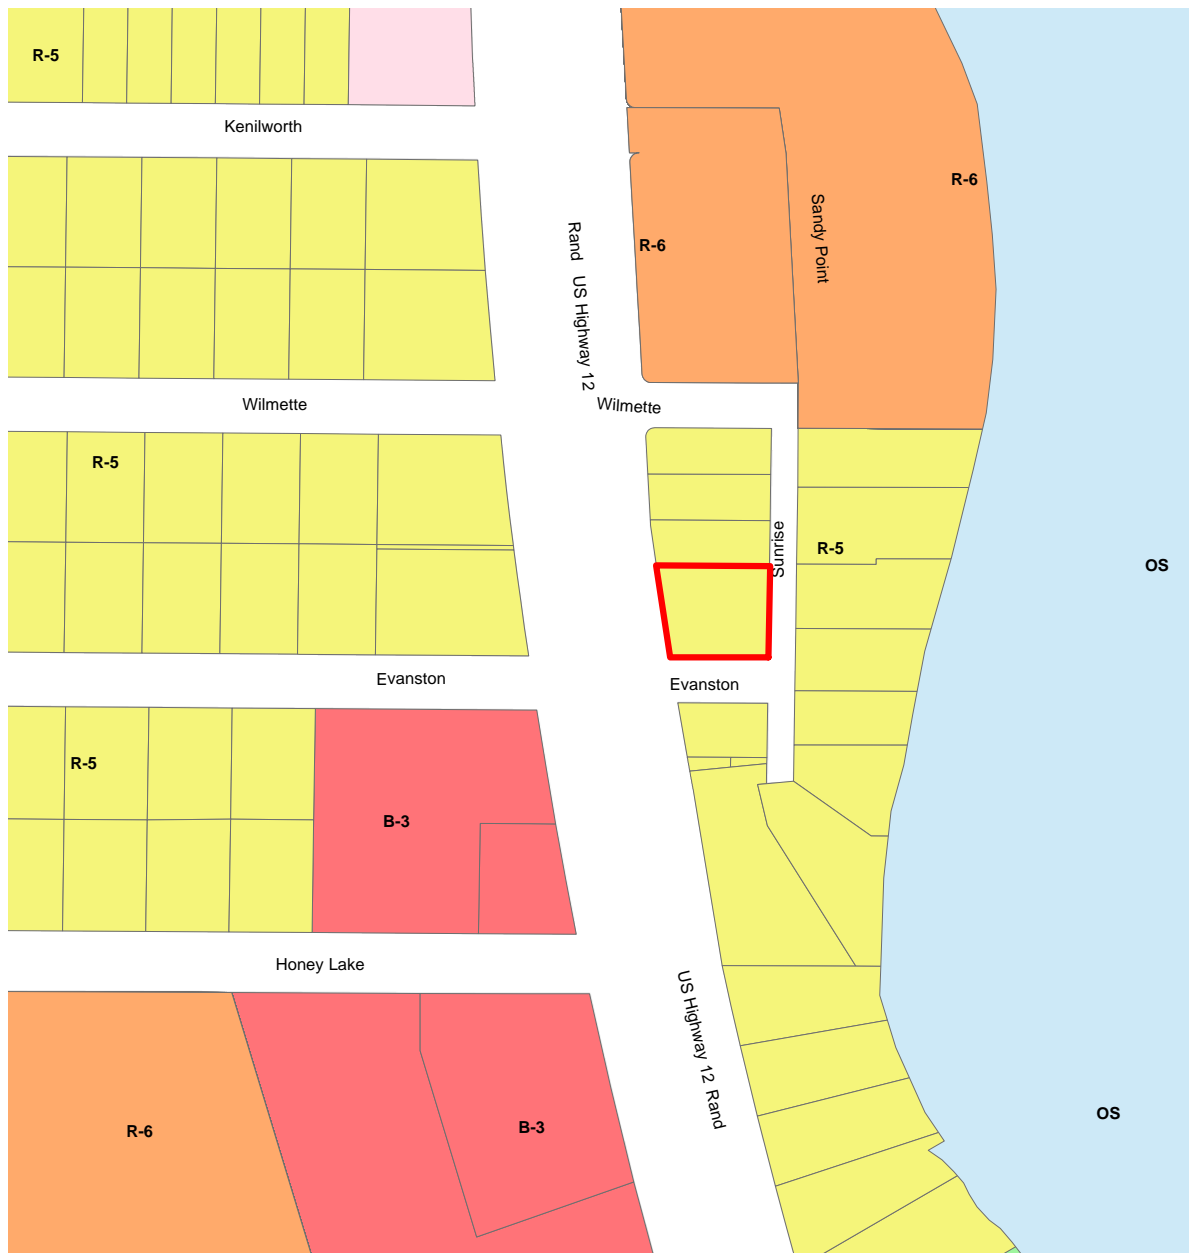 R-5
Kenilworth
R-6
Sandy Point
Rand US Highway 12
R-6
Wilmette
Wilmette
R-5
Sunrise
R-5
OS
Evanston
Evanston
R-5
B-3
Honey Lake
US Highway 12 Rand
OS
R-6
B-3